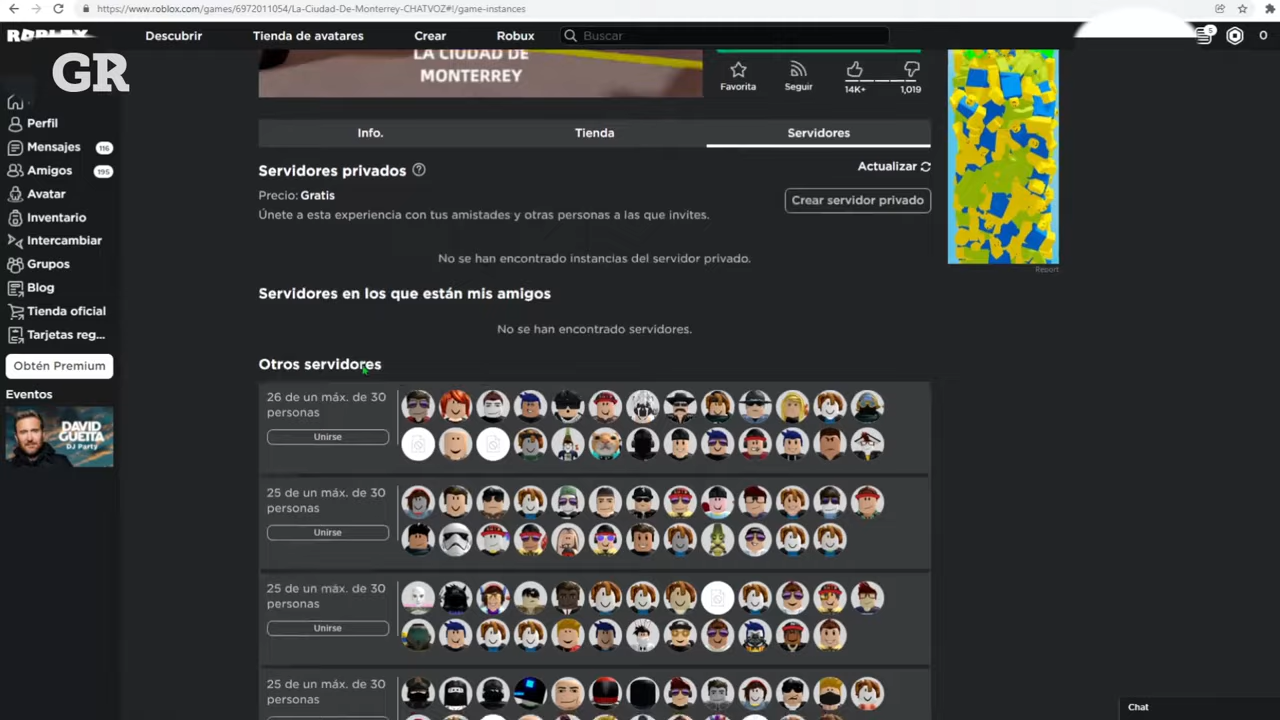 https://www.roblox.com/games/6972011054/La-Ciudad-De-Monterrey-CHATVOZ#!/game-instances
ROBLOX Descubrir Tienda de avatares Crear Robux Buscar 5 0
GR
LA CIUDAD DE
MONTERREY
Favorita Seguir 14K+ 1,019
Perfil
Mensajes 116
Amigos 195
Avatar
Inventario
Intercambiar
Grupos
Blog
Tienda oficial
Tarjetas reg...
Obtén Premium
Eventos
DAVID
GUETTA
DJ Party
Info. Tienda Servidores
Servidores privados ? Actualizar
Precio: Gratis
Crear servidor privado
Únete a esta experiencia con tus amistades y otras personas a las que invites.
No se han encontrado instancias del servidor privado.
Report
Servidores en los que están mis amigos
No se han encontrado servidores.
Otros servidores
26 de un máx. de 30
personas
Unirse
25 de un máx. de 30
personas
Unirse
25 de un máx. de 30
personas
Unirse
25 de un máx. de 30
personas
Chat